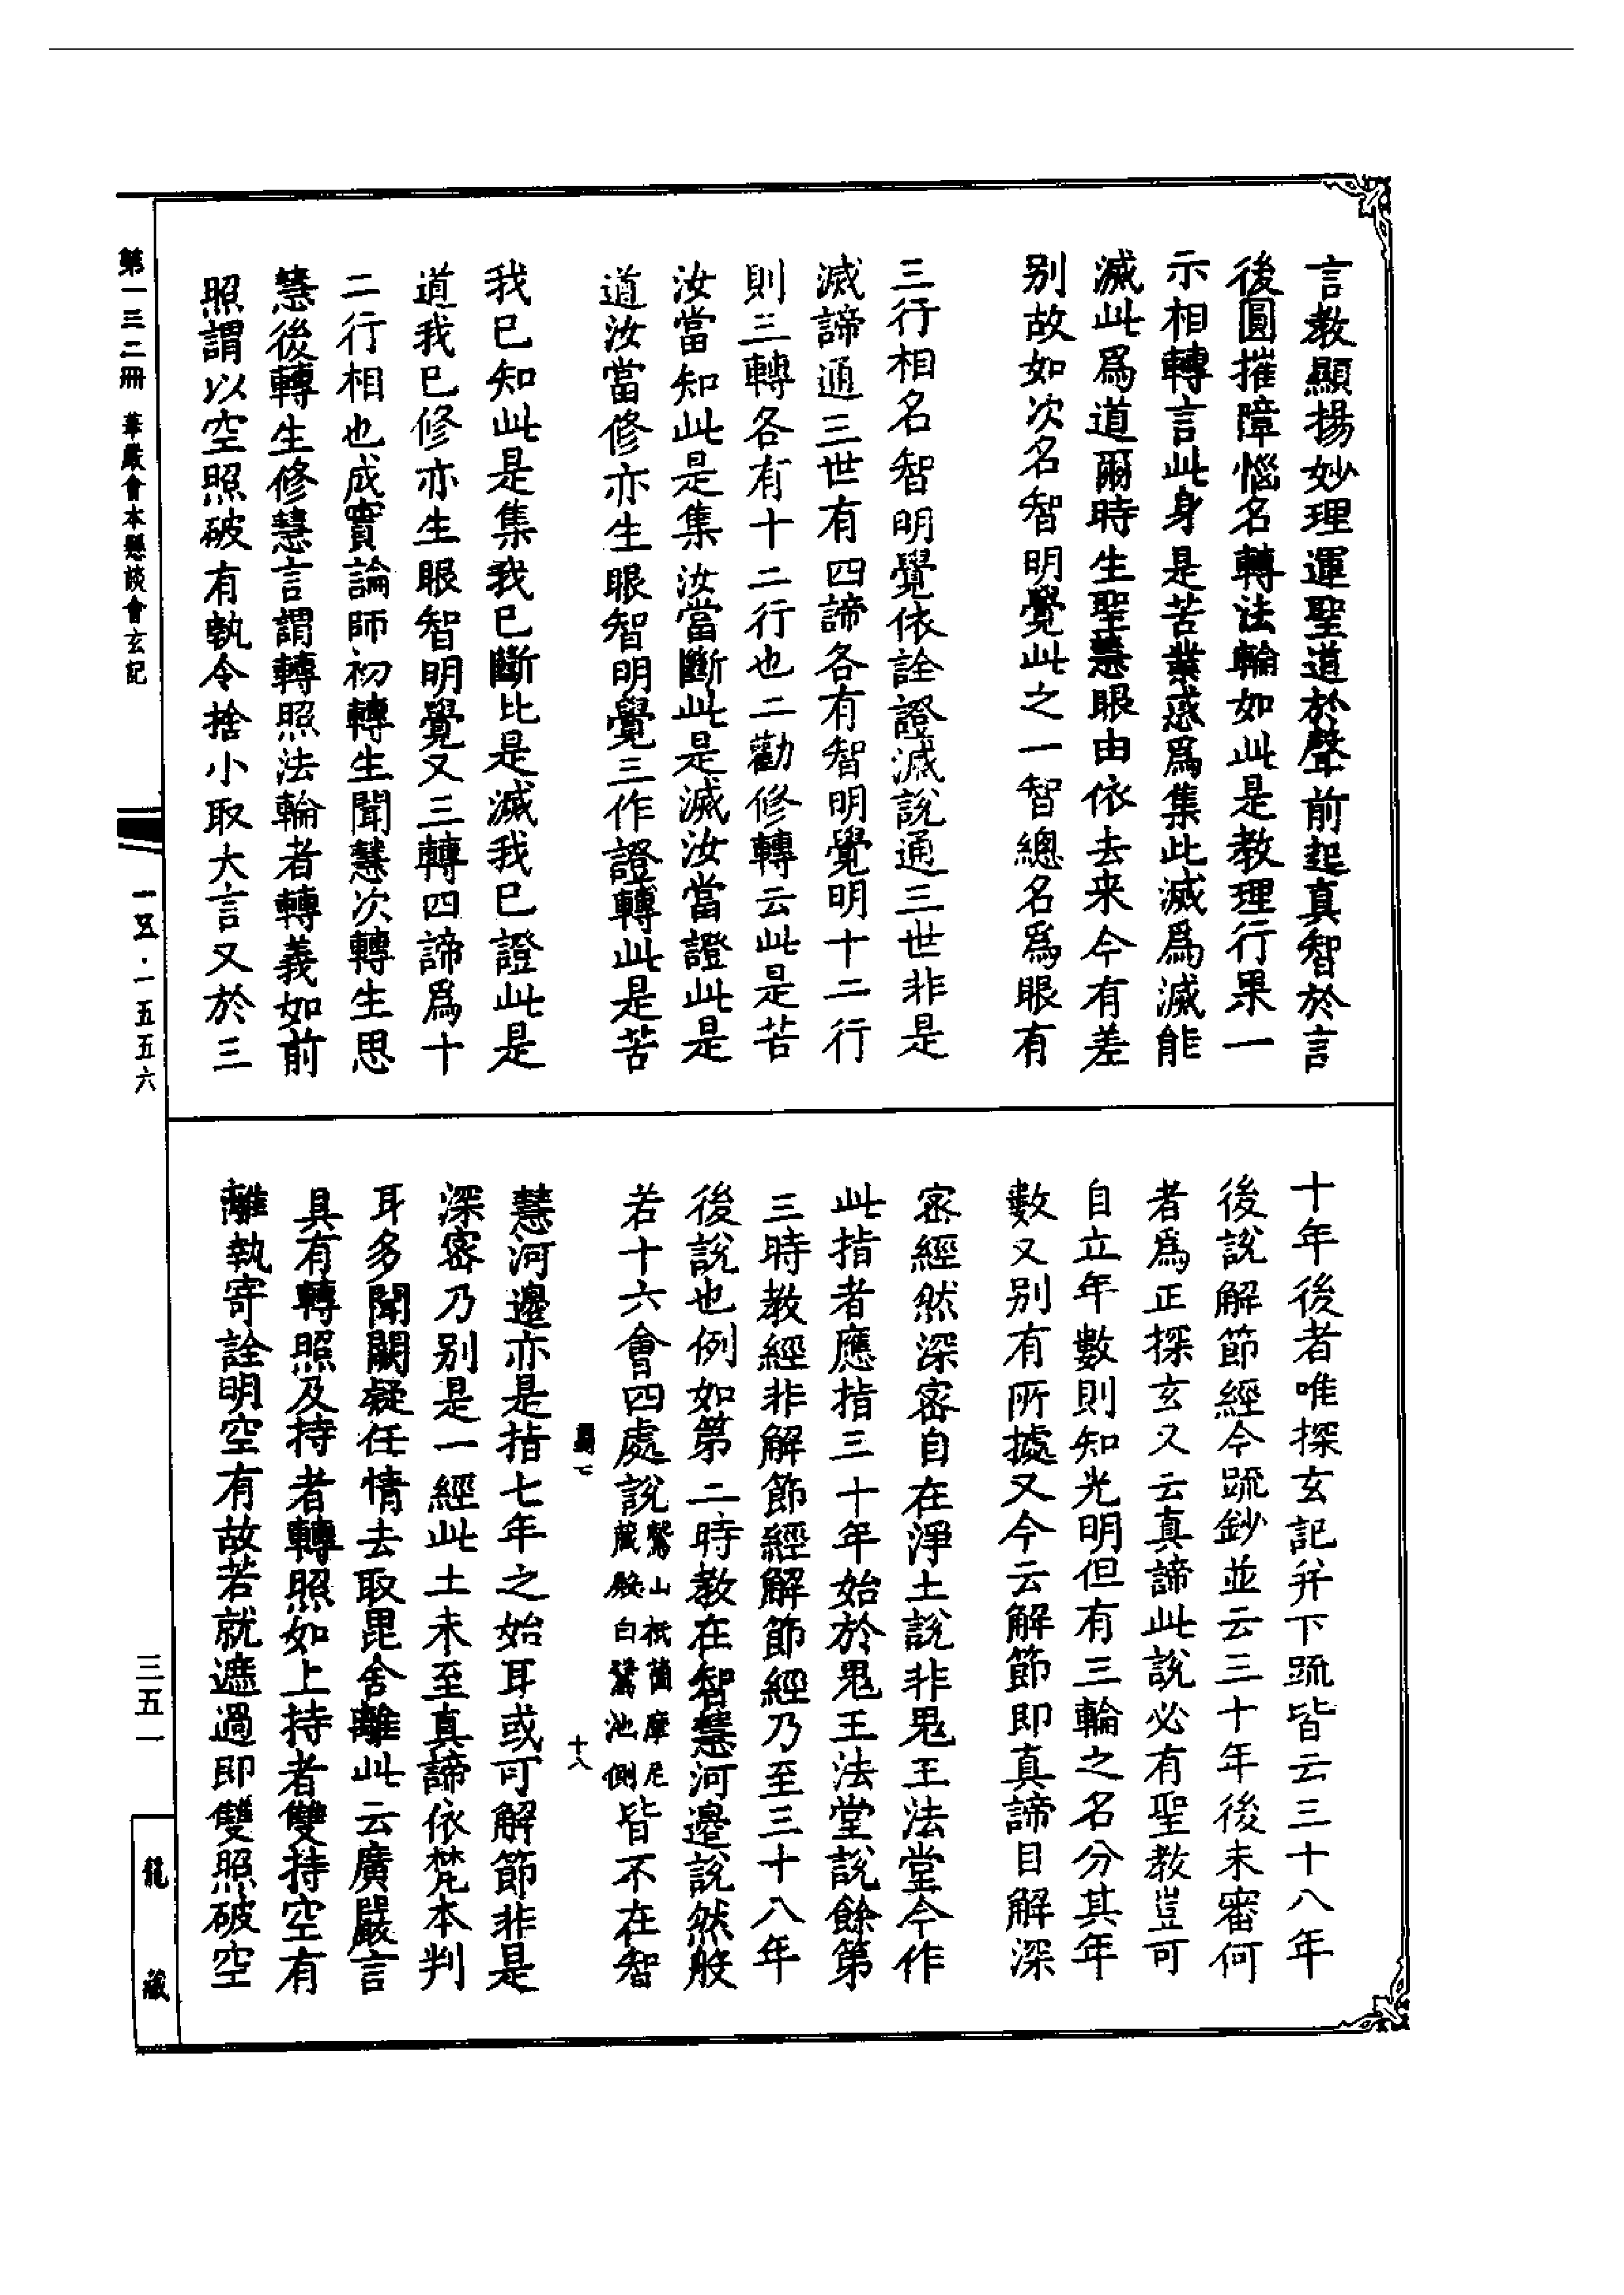 言教顯揚妙理運聖道於聲前起真智於言
後圓摧障惱名轉法輪如此是教理行果一
示相轉言此身是苦業惑爲集此滅爲滅能
滅此爲道爾時生聖慧眼由依去来今有差
别故如次名智明覺此之一智總名爲眼有
三行相名智明覺依詮證滅說通三世非是
滅諦通三世有四諦各有智明覺明十二行
則三轉各有十二行也二勸修轉云此是苦
汝當知此是集汝當斷此是滅汝當證此是
道汝當修亦生眼智明覺三作證轉此是苦
我已知此是集我已斷比是滅我已證此是
道我已修亦生眼智明覺又三轉四諦爲十
二行相也成實論師初轉生聞慧次轉生思
慧後轉生修慧言謂轉照法輪者轉義如前
照謂以空照破有執令捨小取大言又於三
十年後者唯探玄記并下䟽皆云三十八年
後說解節經今䟽鈔並云三十年後未審何
者爲正探玄又云真諦此說必有聖教豈可
自立年數則知光明但有三輪之名分其年
數又别有所據又今云解節即真諦目解深
密經然深密自在淨土說非鬼王法堂今作
此指者應指三十年始於鬼王法堂說餘第
三時教經非解節經解節經乃至三十八年
後說也例如第二時教在智慧河邊說然般
若十六會四處說鷲山祇薗摩尼藏殿白鷺池側皆不在智
十八
慧河邊亦是指七年之始耳或可解節非是
深密乃别是一經此土未至真諦依梵本判
耳多聞闕疑任情去取毘舍離此云廣嚴言
具有轉照及持者轉照如上持者雙持空有
離執寄詮明空有故若就遮過即雙照破空
第一三二冊 華嚴會本懸談會玄記
一五·一五五六
三五一
龍藏